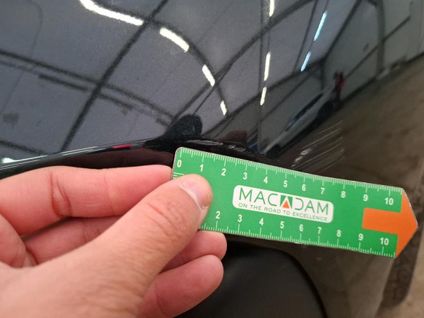 0 1 2 3 4 5 6 7 8 9 10
MACADAM
ON THE ROAD TO EXCELLENCE
2 3 4 5 6 7 8 9 10